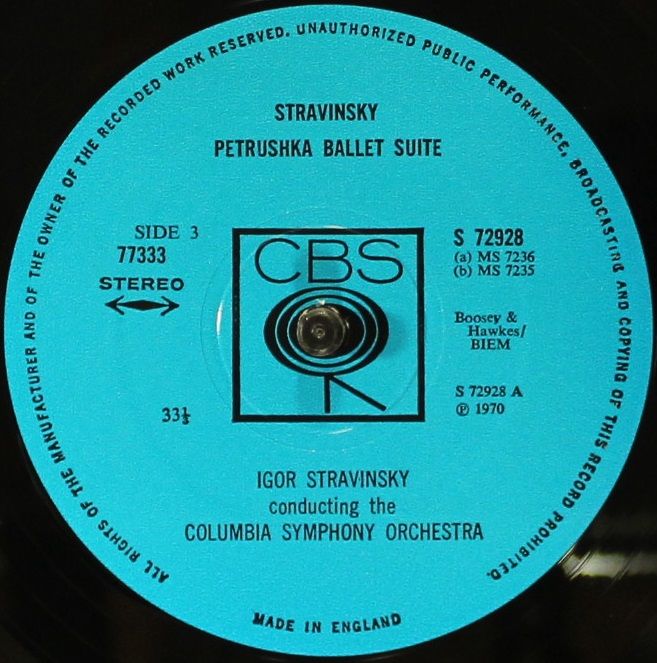 ALL RIGHTS OF THE MANUFACTURER AND OF THE OWNER OF THE RECORDED WORK RESERVED. UNAUTHORIZED PUBLIC PERFORMANCE, BROADCASTING AND COPYING OF THIS RECORD PROHIBITED.
STRAVINSKY
PETRUSHKA BALLET SUITE
SIDE 3
77333
STEREO
33⅓
CBS
S 72928
(a) MS 7236
(b) MS 7235
Boosey &
Hawkes/
BIEM
S 72928 A
℗ 1970
IGOR STRAVINSKY
conducting the
COLUMBIA SYMPHONY ORCHESTRA
MADE IN ENGLAND